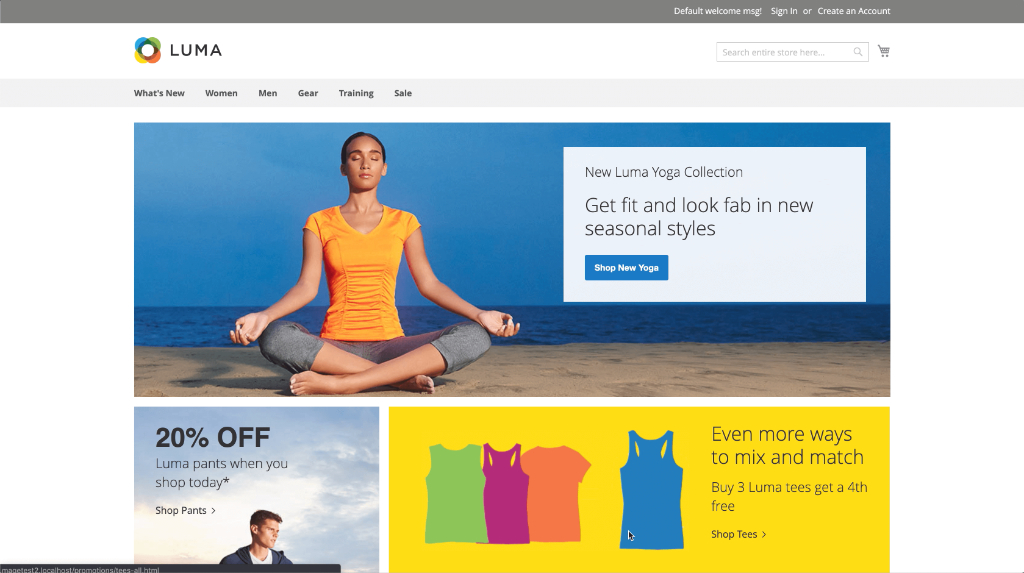 Default welcome msg! Sign In or Create an Account
LUMA
Search entire store here...
What's New Women Men Gear Training Sale
New Luma Yoga Collection
Get fit and look fab in new
seasonal styles
Shop New Yoga
20% OFF
Luma pants when you
shop today*
Shop Pants >
Even more ways
to mix and match
Buy 3 Luma tees get a 4th
free
Shop Tees >
magetest2.localhost/promotions/tees-all.html